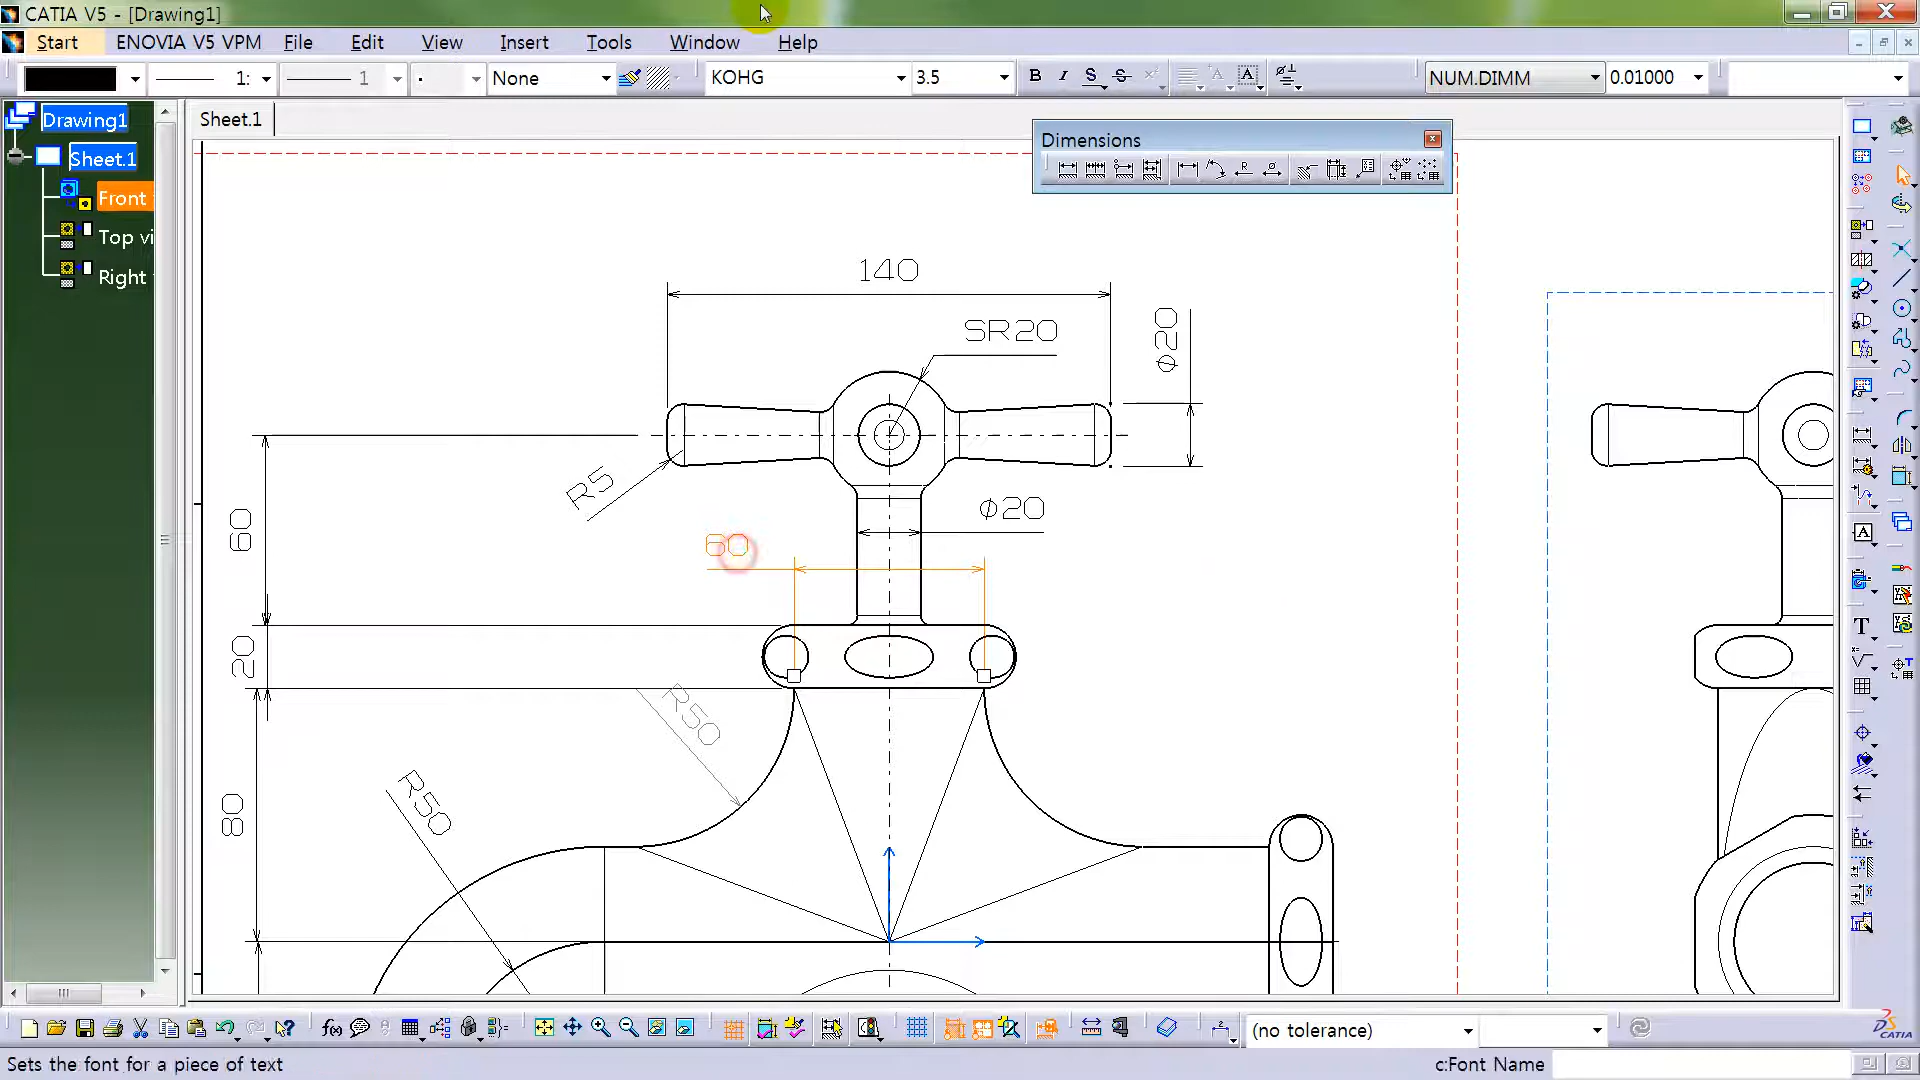 CATIA V5 - [Drawing1]
Start ENOVIA V5 VPM File Edit View Insert Tools Window Help
1: 1 None KOHG 3.5 B I S S NUM.DIMM 0.01000
Drawing1
Sheet.1
Front
Top vi
Right
Sheet.1
Dimensions
140
SR20
ϕ20
R5
ϕ20
60
60
20
R50
R50
80
(no tolerance)
CATIA
Sets the font for a piece of text
c:Font Name